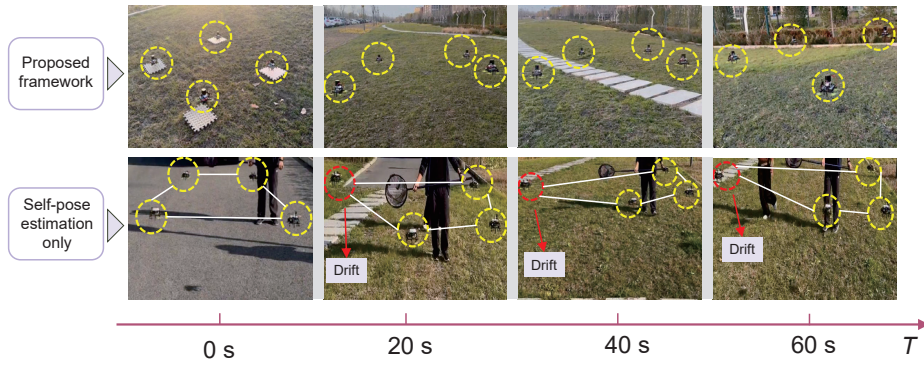 Proposed
framework
Self-pose
estimation
only
Drift
Drift
Drift
0 s
20 s
40 s
60 s
T